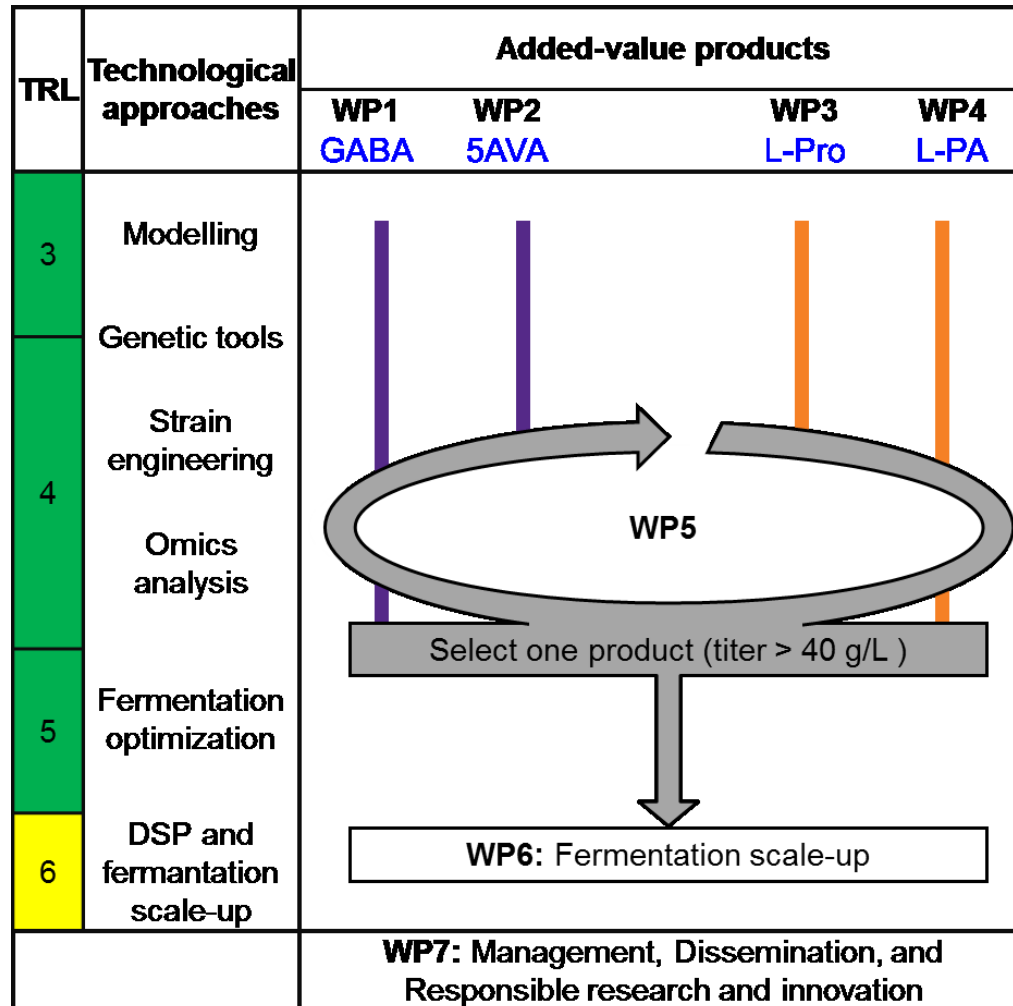 TRL
Technological
approaches
Added-value products
WP1
GABA
WP2
5AVA
WP3
L-Pro
WP4
L-PA
3
Modelling
Genetic tools
4
Strain
engineering
Omics
analysis
WP5
Select one product (titer > 40 g/L )
5
Fermentation
optimization
6
DSP and
fermantation
scale-up
WP6: Fermentation scale-up
WP7: Management, Dissemination, and
Responsible research and innovation